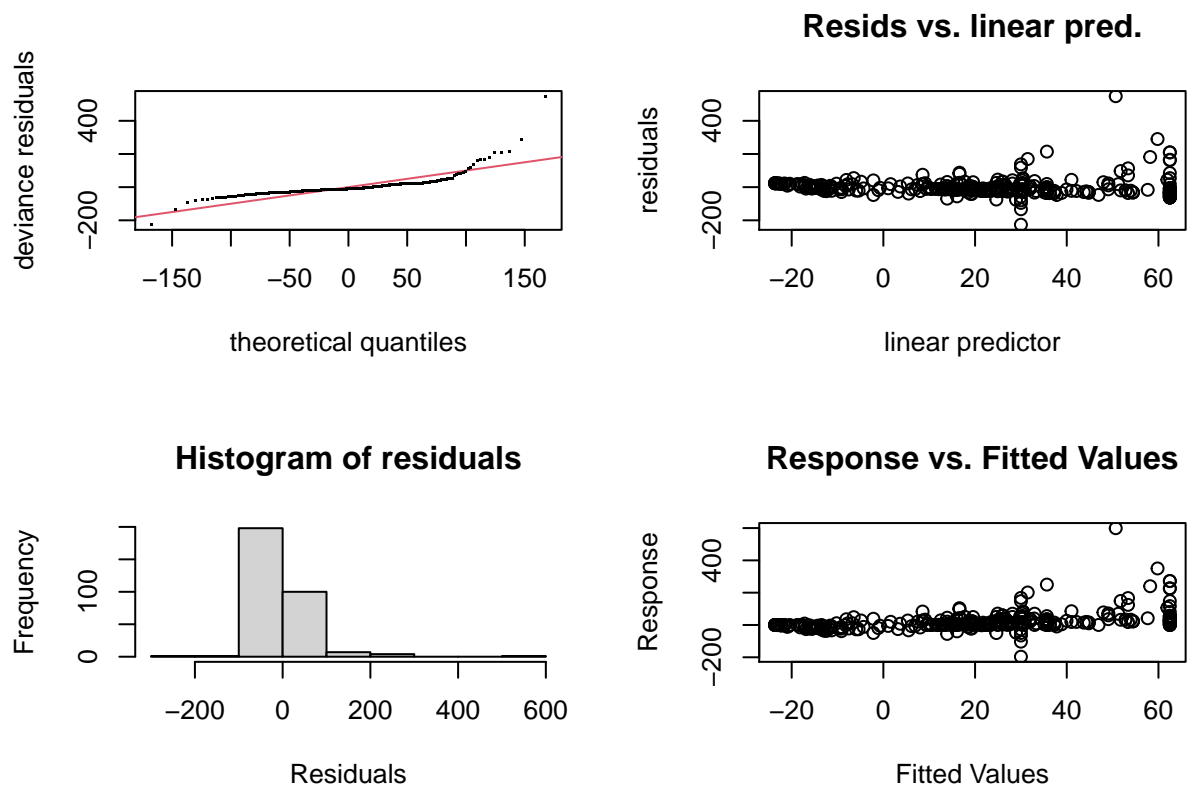 deviance residuals
400
−200
−150
−50
0
50
150
theoretical quantiles
Resids vs. linear pred.
residuals
400
−200
−20
0
20
40
60
linear predictor
Histogram of residuals
Frequency
100
0
−200
0
200
400
600
Residuals
Response vs. Fitted Values
Response
400
−200
−20
0
20
40
60
Fitted Values